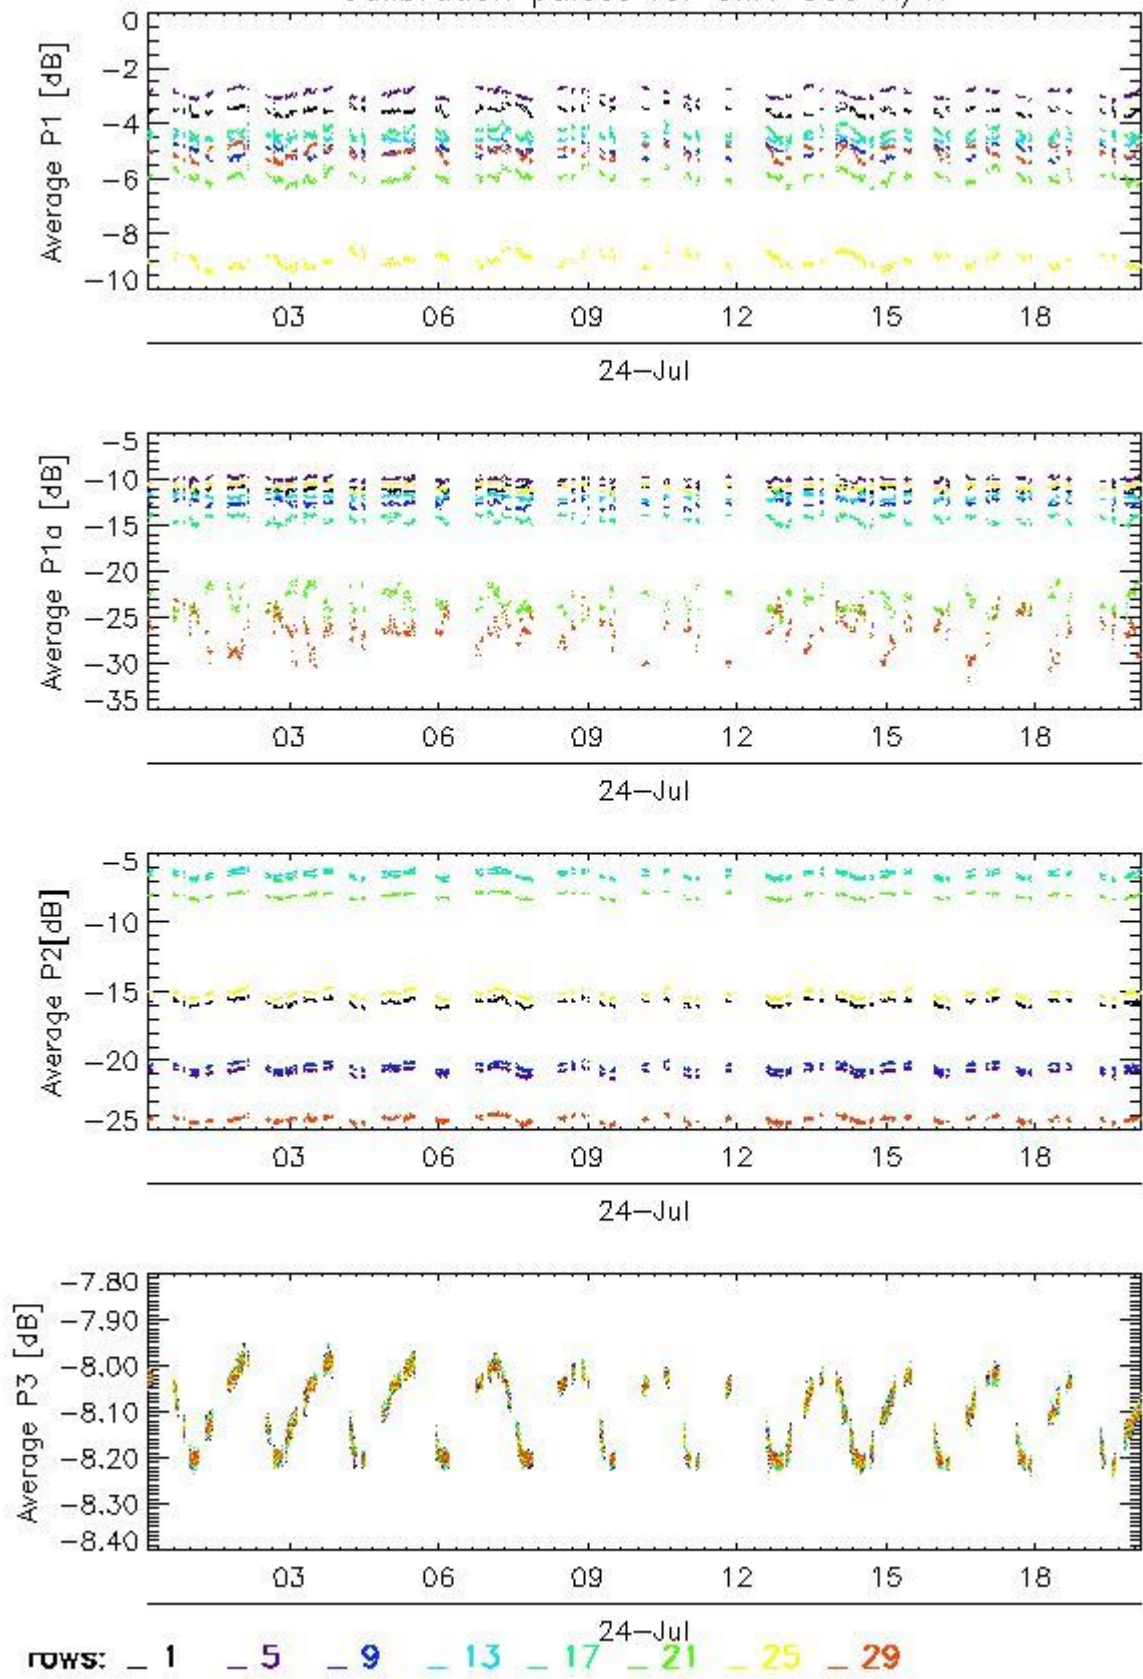 0
-2
-4
-6
-8
-10
Average P1 [dB]
03 06 09 12 15 18
24-Jul
-5
-10
-15
-20
-25
-30
-35
Average P1a [dB]
03 06 09 12 15 18
24-Jul
-5
-10
-15
-20
-25
Average P2[dB]
03 06 09 12 15 18
24-Jul
-7.80
-7.90
-8.00
-8.10
-8.20
-8.30
-8.40
Average P3 [dB]
03 06 09 12 15 18
24-Jul
rows: _ 1 _ 5 _ 9 _ 13 _ 17 _ 21 _ 25 _ 29